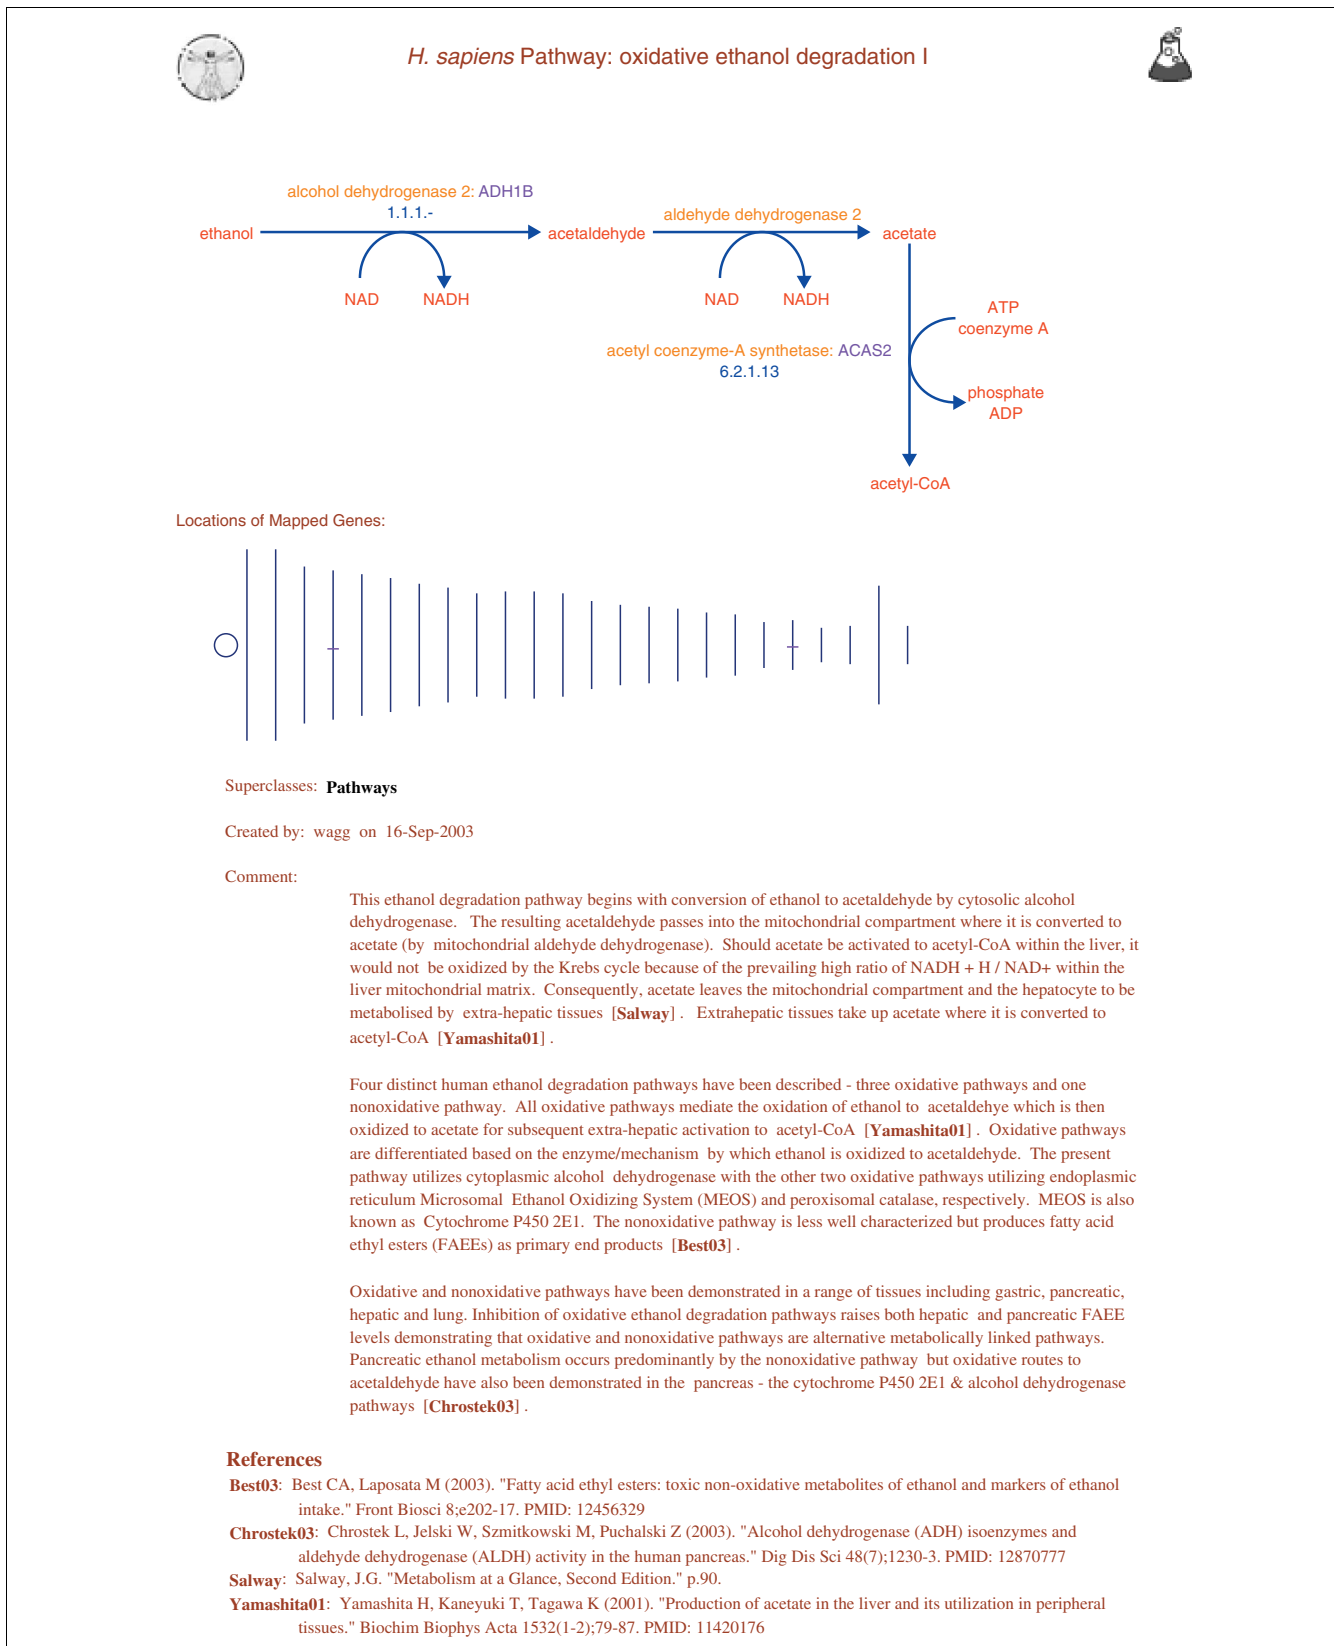 H. sapiens Pathway: oxidative ethanol degradation I
alcohol dehydrogenase 2: ADH1B
1.1.1.-
aldehyde dehydrogenase 2
ethanol
acetaldehyde
acetate
NAD
NADH
NAD
NADH
ATP
coenzyme A
acetyl coenzyme-A synthetase: ACAS2
6.2.1.13
phosphate
ADP
acetyl-CoA
Locations of Mapped Genes:
Superclasses: Pathways
Created by: wagg on 16-Sep-2003
Comment:
This ethanol degradation pathway begins with conversion of ethanol to acetaldehyde by cytosolic alcohol
dehydrogenase. The resulting acetaldehyde passes into the mitochondrial compartment where it is converted to
acetate (by mitochondrial aldehyde dehydrogenase). Should acetate be activated to acetyl-CoA within the liver, it
would not be oxidized by the Krebs cycle because of the prevailing high ratio of NADH + H / NAD+ within the
liver mitochondrial matrix. Consequently, acetate leaves the mitochondrial compartment and the hepatocyte to be
metabolised by extra-hepatic tissues [Salway] . Extrahepatic tissues take up acetate where it is converted to
acetyl-CoA [Yamashita01] .
Four distinct human ethanol degradation pathways have been described - three oxidative pathways and one
nonoxidative pathway. All oxidative pathways mediate the oxidation of ethanol to acetaldehye which is then
oxidized to acetate for subsequent extra-hepatic activation to acetyl-CoA [Yamashita01] . Oxidative pathways
are differentiated based on the enzyme/mechanism by which ethanol is oxidized to acetaldehyde. The present
pathway utilizes cytoplasmic alcohol dehydrogenase with the other two oxidative pathways utilizing endoplasmic
reticulum Microsomal Ethanol Oxidizing System (MEOS) and peroxisomal catalase, respectively. MEOS is also
known as Cytochrome P450 2E1. The nonoxidative pathway is less well characterized but produces fatty acid
ethyl esters (FAEEs) as primary end products [Best03] .
Oxidative and nonoxidative pathways have been demonstrated in a range of tissues including gastric, pancreatic,
hepatic and lung. Inhibition of oxidative ethanol degradation pathways raises both hepatic and pancreatic FAEE
levels demonstrating that oxidative and nonoxidative pathways are alternative metabolically linked pathways.
Pancreatic ethanol metabolism occurs predominantly by the nonoxidative pathway but oxidative routes to
acetaldehyde have also been demonstrated in the pancreas - the cytochrome P450 2E1 & alcohol dehydrogenase
pathways [Chrostek03] .
References
Best03: Best CA, Laposata M (2003). "Fatty acid ethyl esters: toxic non-oxidative metabolites of ethanol and markers of ethanol
intake." Front Biosci 8;e202-17. PMID: 12456329
Chrostek03: Chrostek L, Jelski W, Szmitkowski M, Puchalski Z (2003). "Alcohol dehydrogenase (ADH) isoenzymes and
aldehyde dehydrogenase (ALDH) activity in the human pancreas." Dig Dis Sci 48(7);1230-3. PMID: 12870777
Salway: Salway, J.G. "Metabolism at a Glance, Second Edition." p.90.
Yamashita01: Yamashita H, Kaneyuki T, Tagawa K (2001). "Production of acetate in the liver and its utilization in peripheral
tissues." Biochim Biophys Acta 1532(1-2);79-87. PMID: 11420176